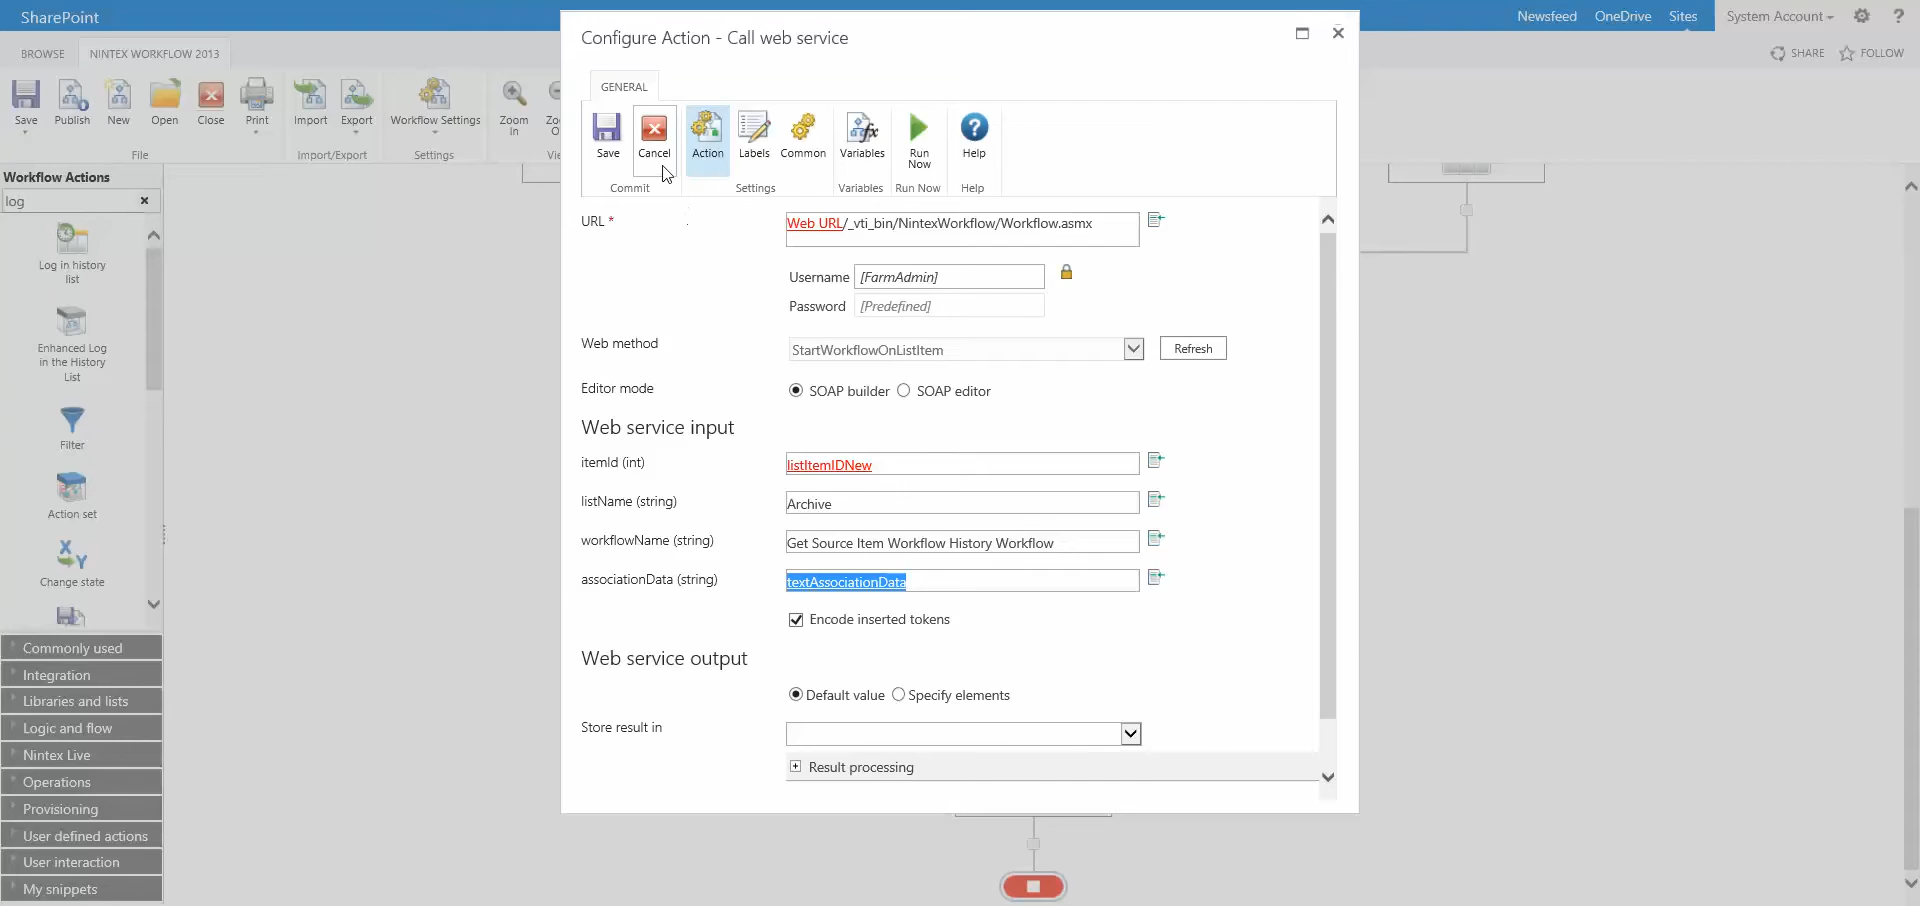 SharePoint
Newsfeed OneDrive Sites System Account ?
BROWSE NINTEX WORKFLOW 2013
SHARE FOLLOW
Save Publish New Open Close Print Import Export Workflow Settings Zoom In
File Import/Export Settings
Workflow Actions
log
Log in history list
Enhanced Log in the History List
Filter
Action set
Change state
Commonly used
Integration
Libraries and lists
Logic and flow
Nintex Live
Operations
Provisioning
User defined actions
User interaction
My snippets
Configure Action - Call web service
GENERAL
Save Cancel Action Labels Common Variables Run Now Help
Commit Settings Variables Run Now Help
URL * Web URL/_vti_bin/NintexWorkflow/Workflow.asmx
Username [FarmAdmin]
Password [Predefined]
Web method StartWorkflowOnListItem Refresh
Editor mode SOAP builder SOAP editor
Web service input
itemId (int) listItemIDNew
listName (string) Archive
workflowName (string) Get Source Item Workflow History Workflow
associationData (string) textAssociationData
Encode inserted tokens
Web service output
Default value Specify elements
Store result in
Result processing